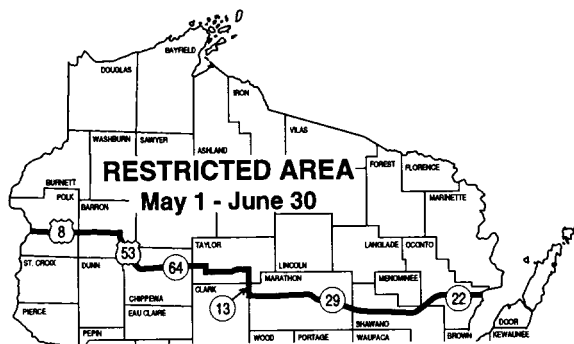 BAYFIELD
DOUGLAS
IRON
VILAS
WASHBURN
SAWYER
ASHLAND
FOREST
FLORENCE
RESTRICTED AREA
May 1 - June 30
BURNETT
POLK
BARRON
MARINETTE
8
53
64
TAYLOR
LINCOLN
LANGLADE
OCONTO
ST. CROIX
DUNN
CHIPPEWA
CLARK
MARATHON
MENOMINEE
13
29
22
PIERCE
PEPIN
EAU CLAIRE
WOOD
PORTAGE
SHAWANO
WAUPACA
BROWN
DOOR
KEWAUNEE